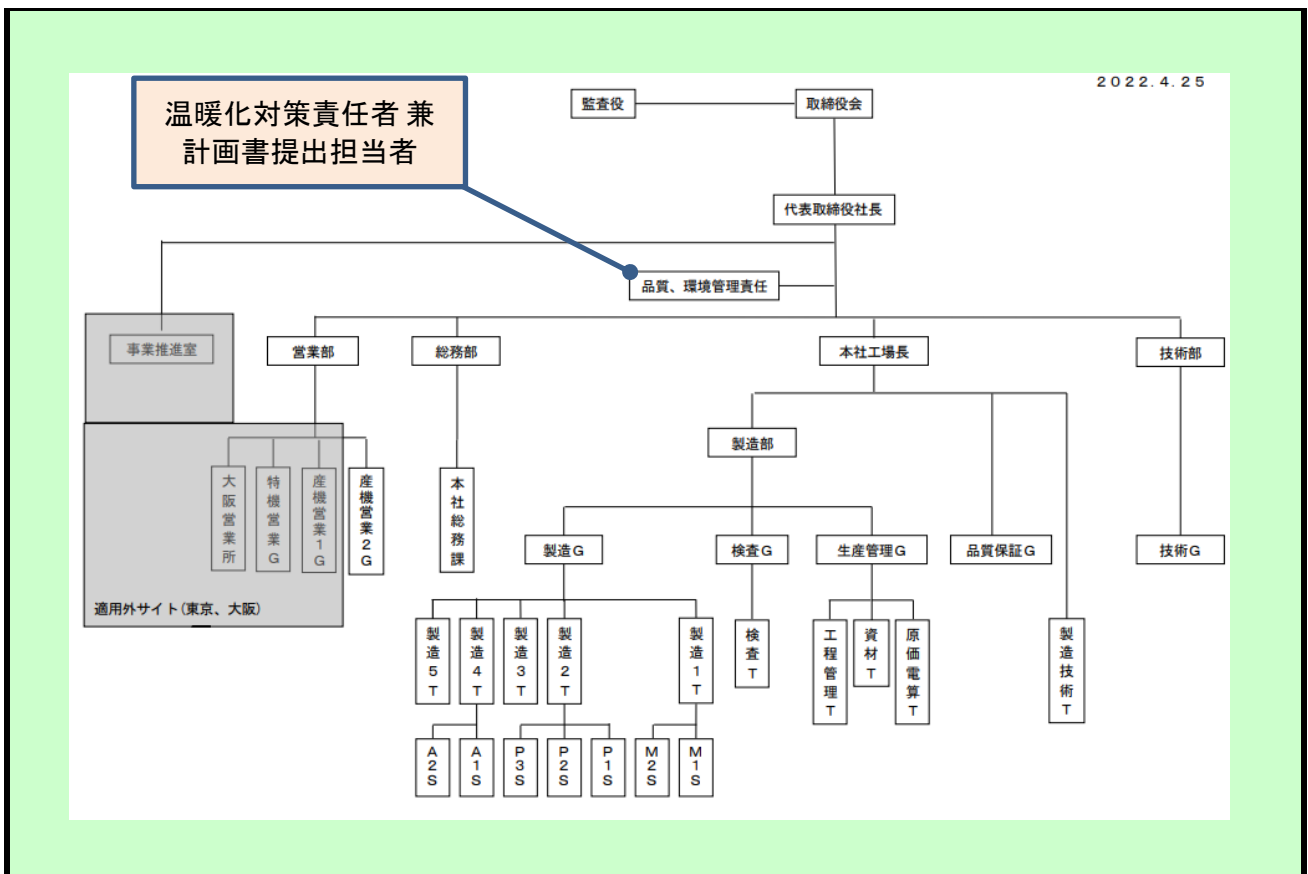 2022.4.25
温暖化対策責任者 兼
計画書提出担当者
監査役
取締役会
代表取締役社長
品質、環境管理責任
事業推進室
営業部
総務部
本社工場長
技術部
製造部
大阪営業所
特機営業G
産機営業1G
産機営業2G
本社総務課
製造G
検査G
生産管理G
品質保証G
技術G
適用外サイト(東京、大阪)
製造5T
製造4T
製造3T
製造2T
製造1T
検査T
工程管理T
資材T
原価電算T
製造技術T
A2S
A1S
P3S
P2S
P1S
M2S
M1S